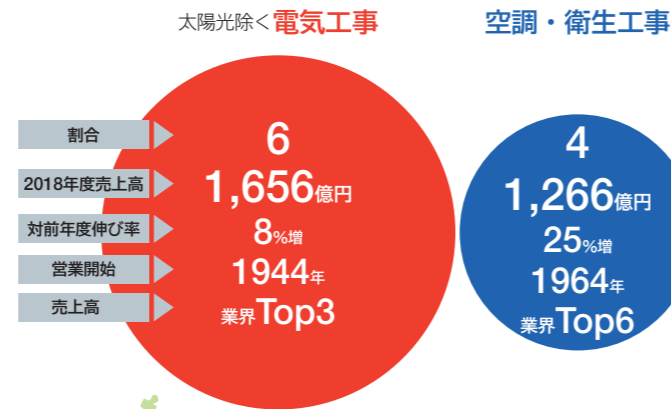 太陽光除く電気工事
空調・衛生工事
割合
6
4
2018年度売上高
1,656億円
1,266億円
対前年度伸び率
8%増
25%増
営業開始
1944年
1964年
売上高
業界Top3
業界Top6